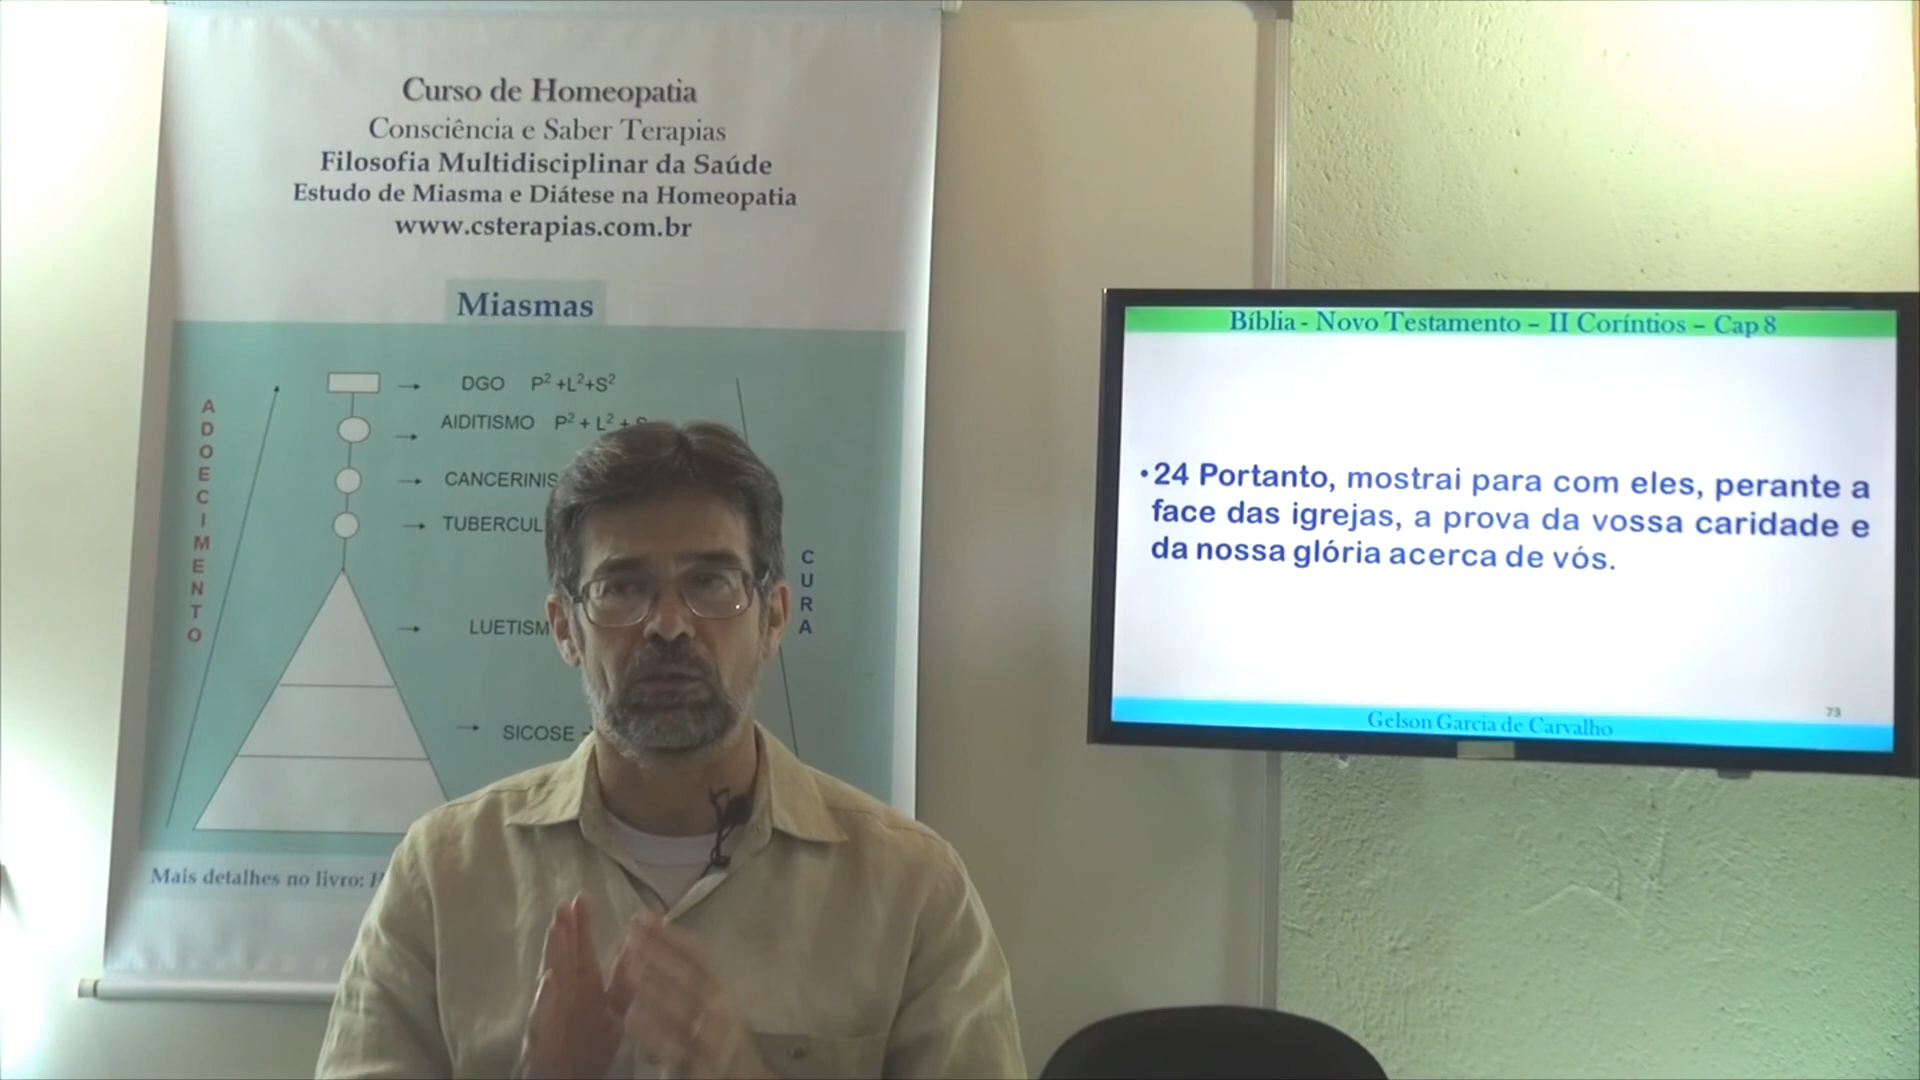 Curso de Homeopatia
Consciência e Saber Terapias
Filosofia Multidisciplinar da Saúde
Estudo de Miasma e Diátese na Homeopatia
www.csterapias.com.br
Miasmas
DGO P² +L²+S²
AIDITISMO P² + L² +
CANCERINIS
TUBERCUL
LUETISM
SICOSE
ADOECIMENTO
CURA
Mais detalhes no livro:
Bíblia - Novo Testamento – II Coríntios – Cap 8
• 24 Portanto, mostrai para com eles, perante a
face das igrejas, a prova da vossa caridade e
da nossa glória acerca de vós.
Gelson Garcia de Carvalho
73